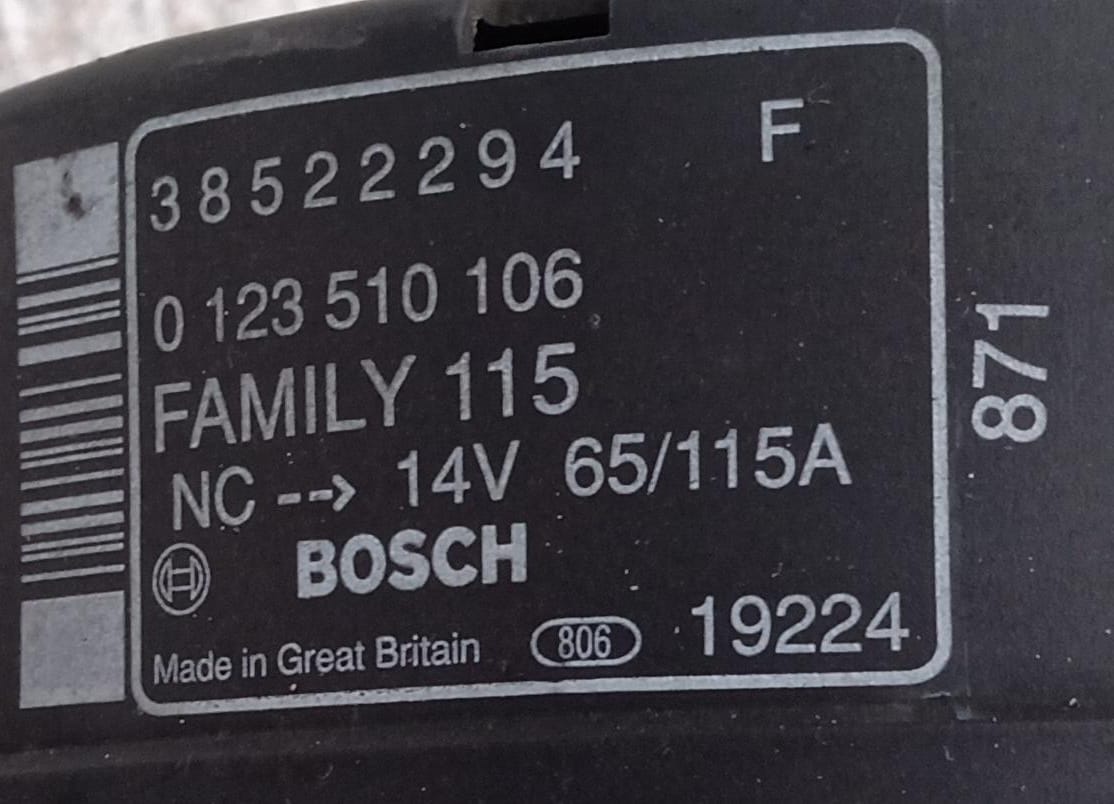 38522294 F
0 123 510 106
FAMILY 115
NC --> 14V 65/115A
BOSCH
Made in Great Britain 806 19224
871